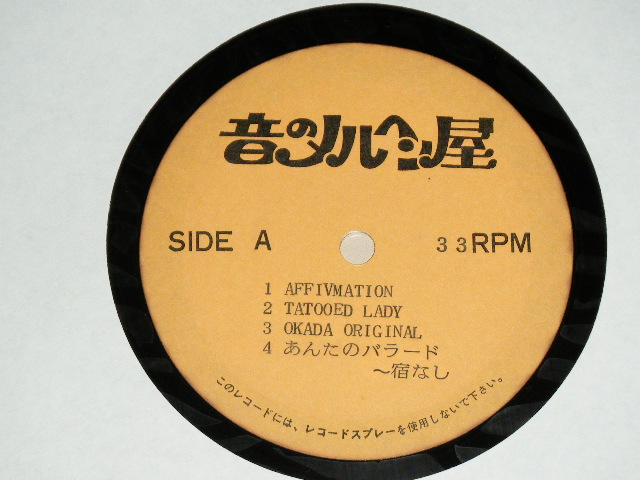 音のメルヘン屋
SIDE A
33RPM
1 AFFIVMATION
2 TATOOED LADY
3 OKADA ORIGINAL
4 あんたのバラード
～宿なし
このレコードには、レコードスプレーを使用しないで下さい。